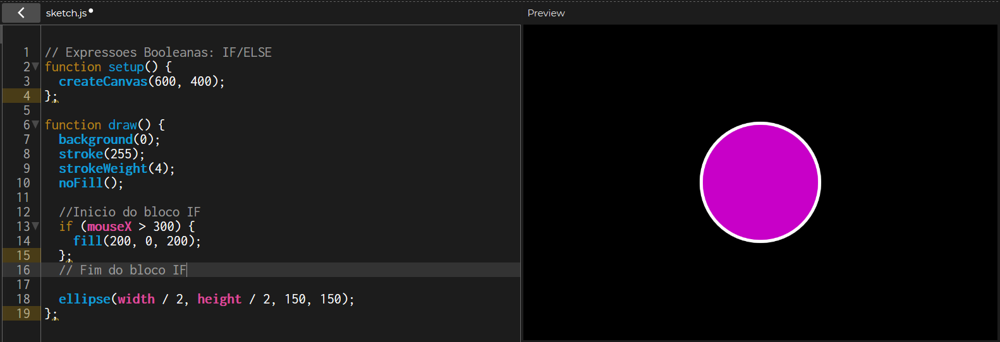 sketch.js
Preview
1 // Expressoes Booleanas: IF/ELSE
2 function setup() {
3 createCanvas(600, 400);
4 };
5
6 function draw() {
7 background(0);
8 stroke(255);
9 strokeWeight(4);
10 noFill();
11
12 //Inicio do bloco IF
13 if (mouseX > 300) {
14 fill(200, 0, 200);
15 };
16 // Fim do bloco IF
17
18 ellipse(width / 2, height / 2, 150, 150);
19 };